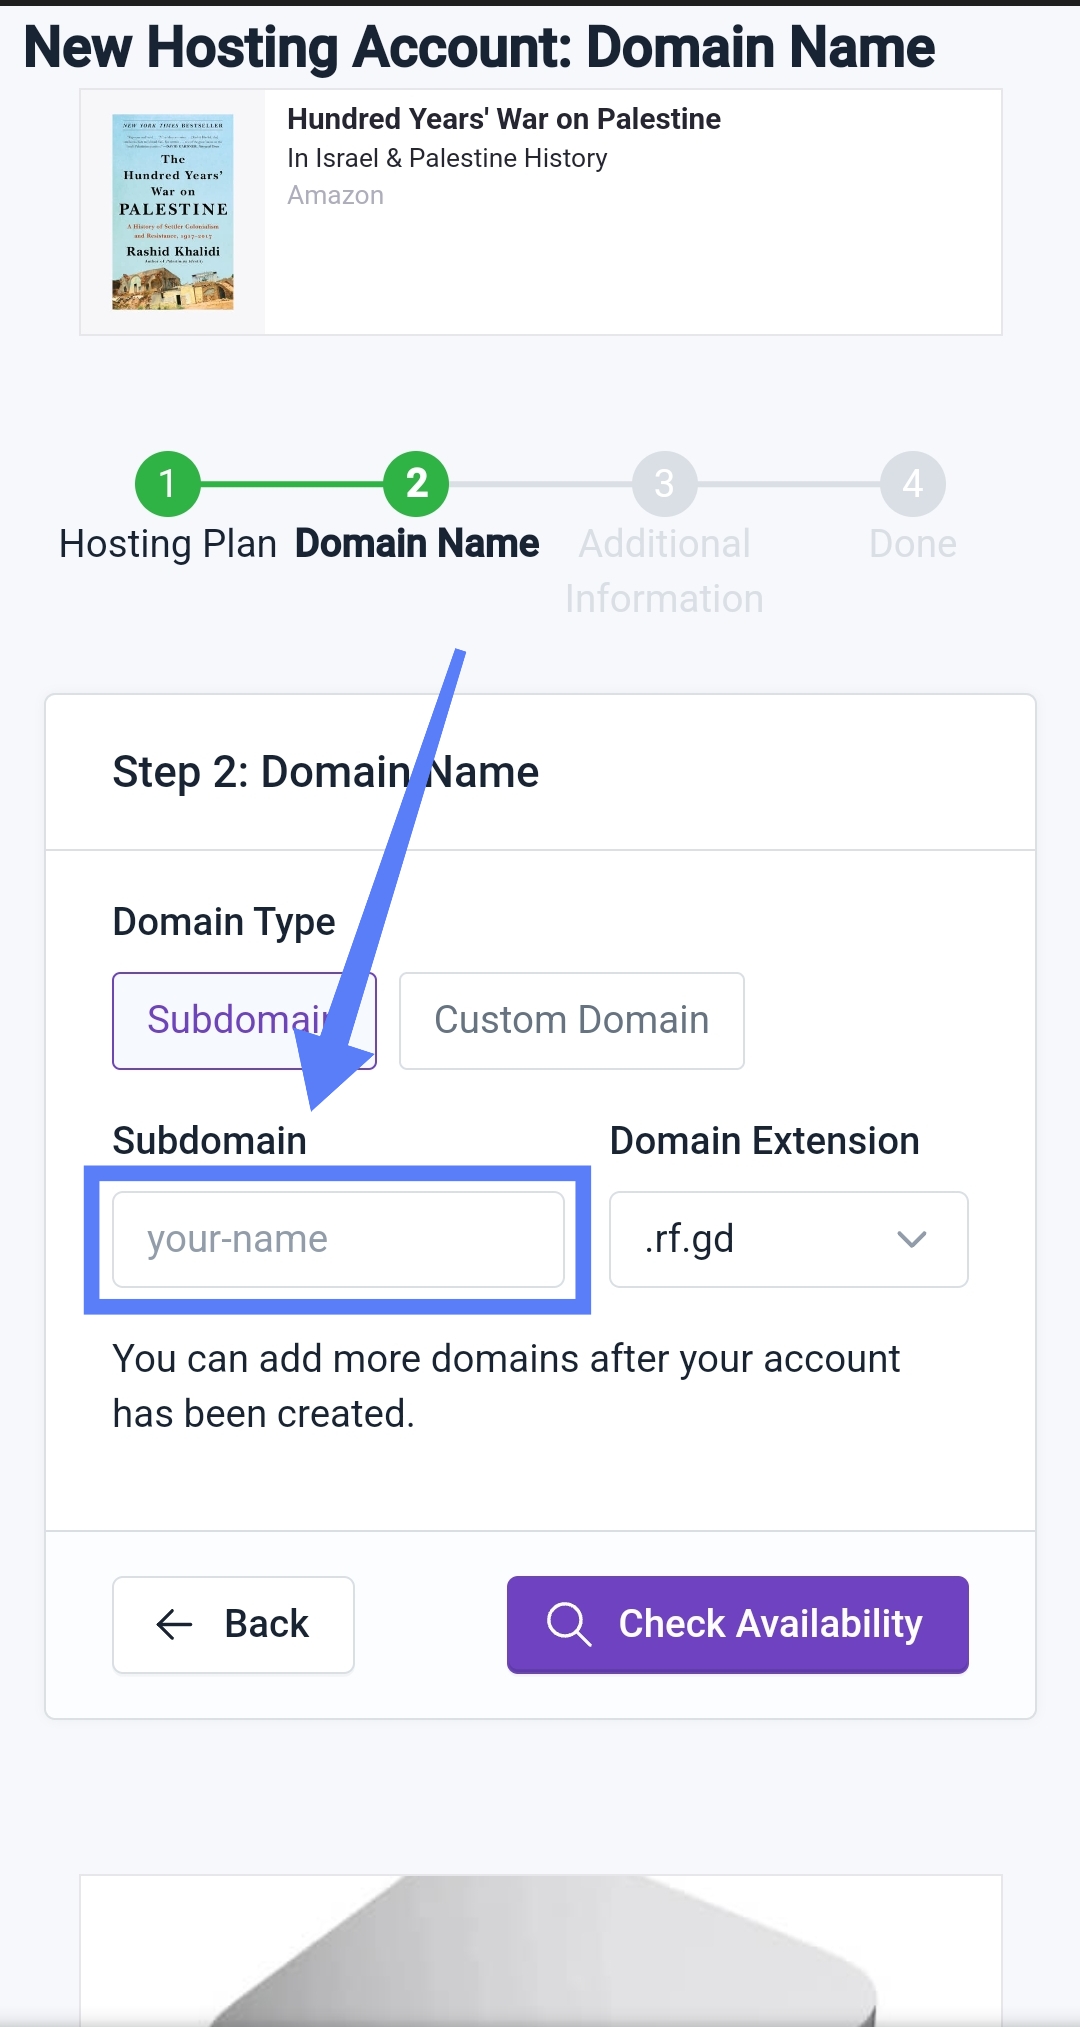 New Hosting Account: Domain Name
NEW YORK TIMES BESTSELLER
The
Hundred Years'
War on
PALESTINE
A History of Settler Colonialism
and Resistance, 1917–2017
Rashid Khalidi
Hundred Years' War on Palestine
In Israel & Palestine History
Amazon
1
2
3
4
Hosting Plan
Domain Name
Additional
Information
Done
Step 2: Domain Name
Domain Type
Subdomain
Custom Domain
Subdomain
Domain Extension
your-name
.rf.gd
You can add more domains after your account
has been created.
Back
Check Availability